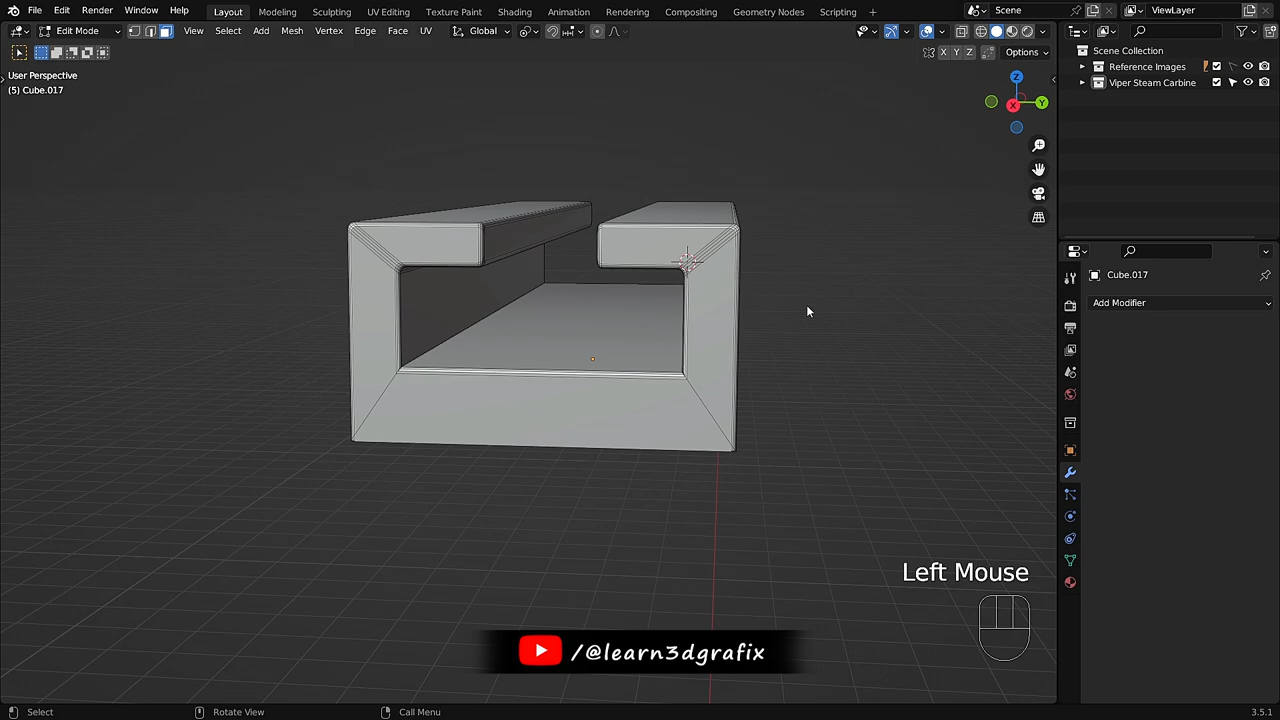 File Edit Render Window Help Layout Modeling Sculpting UV Editing Texture Paint Shading Animation Rendering Compositing Geometry Nodes Scripting + Scene ViewLayer
Edit Mode View Select Add Mesh Vertex Edge Face UV Global
X Y Z Options
User Perspective
(5) Cube.017
Z
Y
X
Scene Collection
Reference Images
Viper Steam Carbine
Cube.017
Add Modifier
Left Mouse
/@learn3dgrafix
Select Rotate View Call Menu 3.5.1